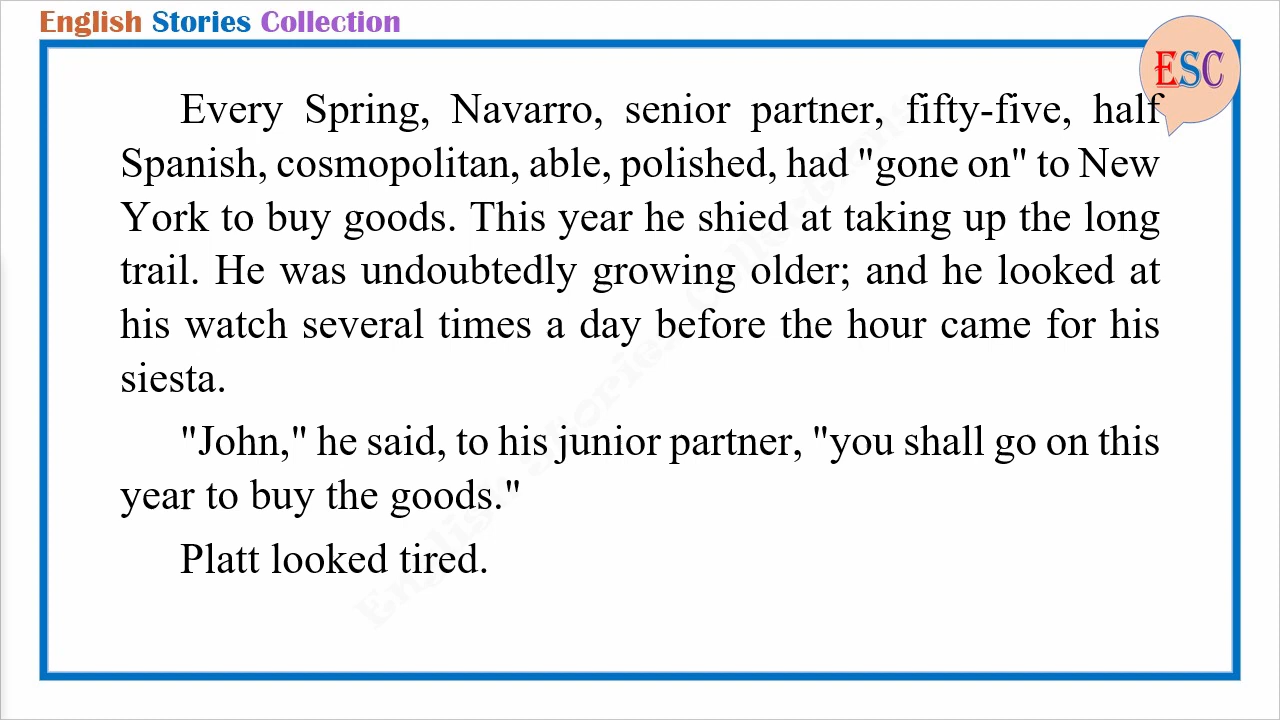 English Stories Collection
ESC
Every Spring, Navarro, senior partner, fifty-five, half
Spanish, cosmopolitan, able, polished, had "gone on" to New
York to buy goods. This year he shied at taking up the long
trail. He was undoubtedly growing older; and he looked at
his watch several times a day before the hour came for his
siesta.
"John," he said, to his junior partner, "you shall go on this
year to buy the goods."
Platt looked tired.
English Stories Collection